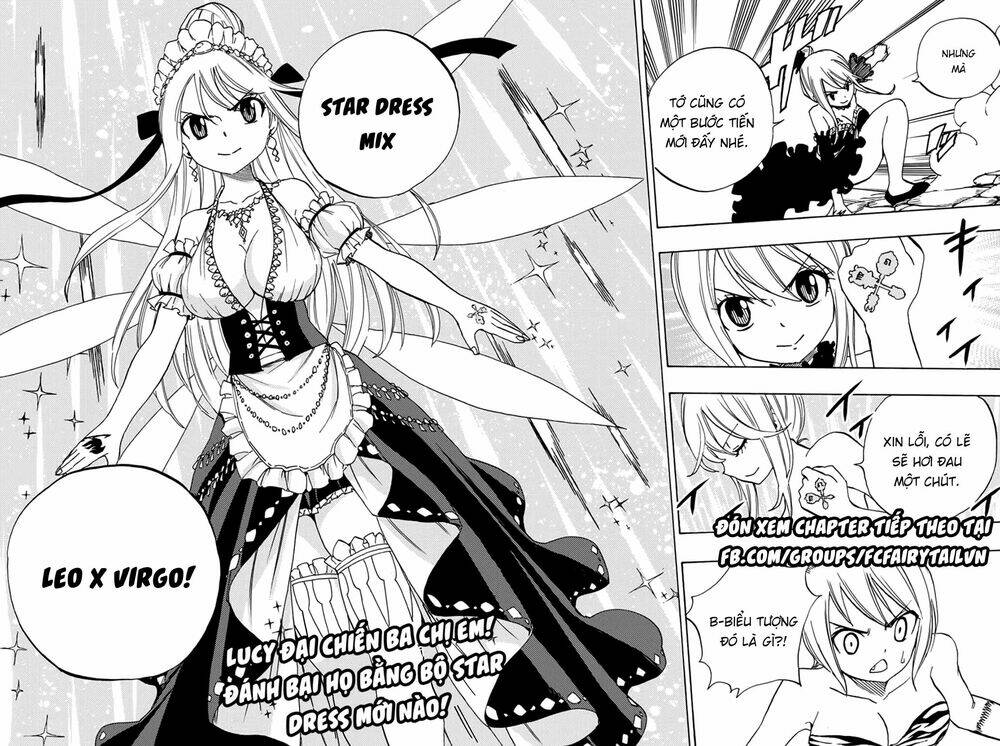 NHƯNG
MÀ
TỚ CŨNG CÓ
MỘT BƯỚC TIẾN
MỚI ĐẤY NHÉ.
XIN LỖI, CÓ LẼ
SẼ HƠI ĐAU
MỘT CHÚT.
ĐÓN XEM CHAPTER TIẾP THEO TẠI
FB.COM/GROUPS/FCFAIRYTAILVN
B-BIỂU TƯỢNG
ĐÓ LÀ GÌ?!
STAR DRESS
MIX
LEO X VIRGO!
LUCY ĐẠI CHIẾN BA CHỊ EM!
ĐÁNH BẠI HỌ BẰNG BỘ STAR
DRESS MỚI NÀO!